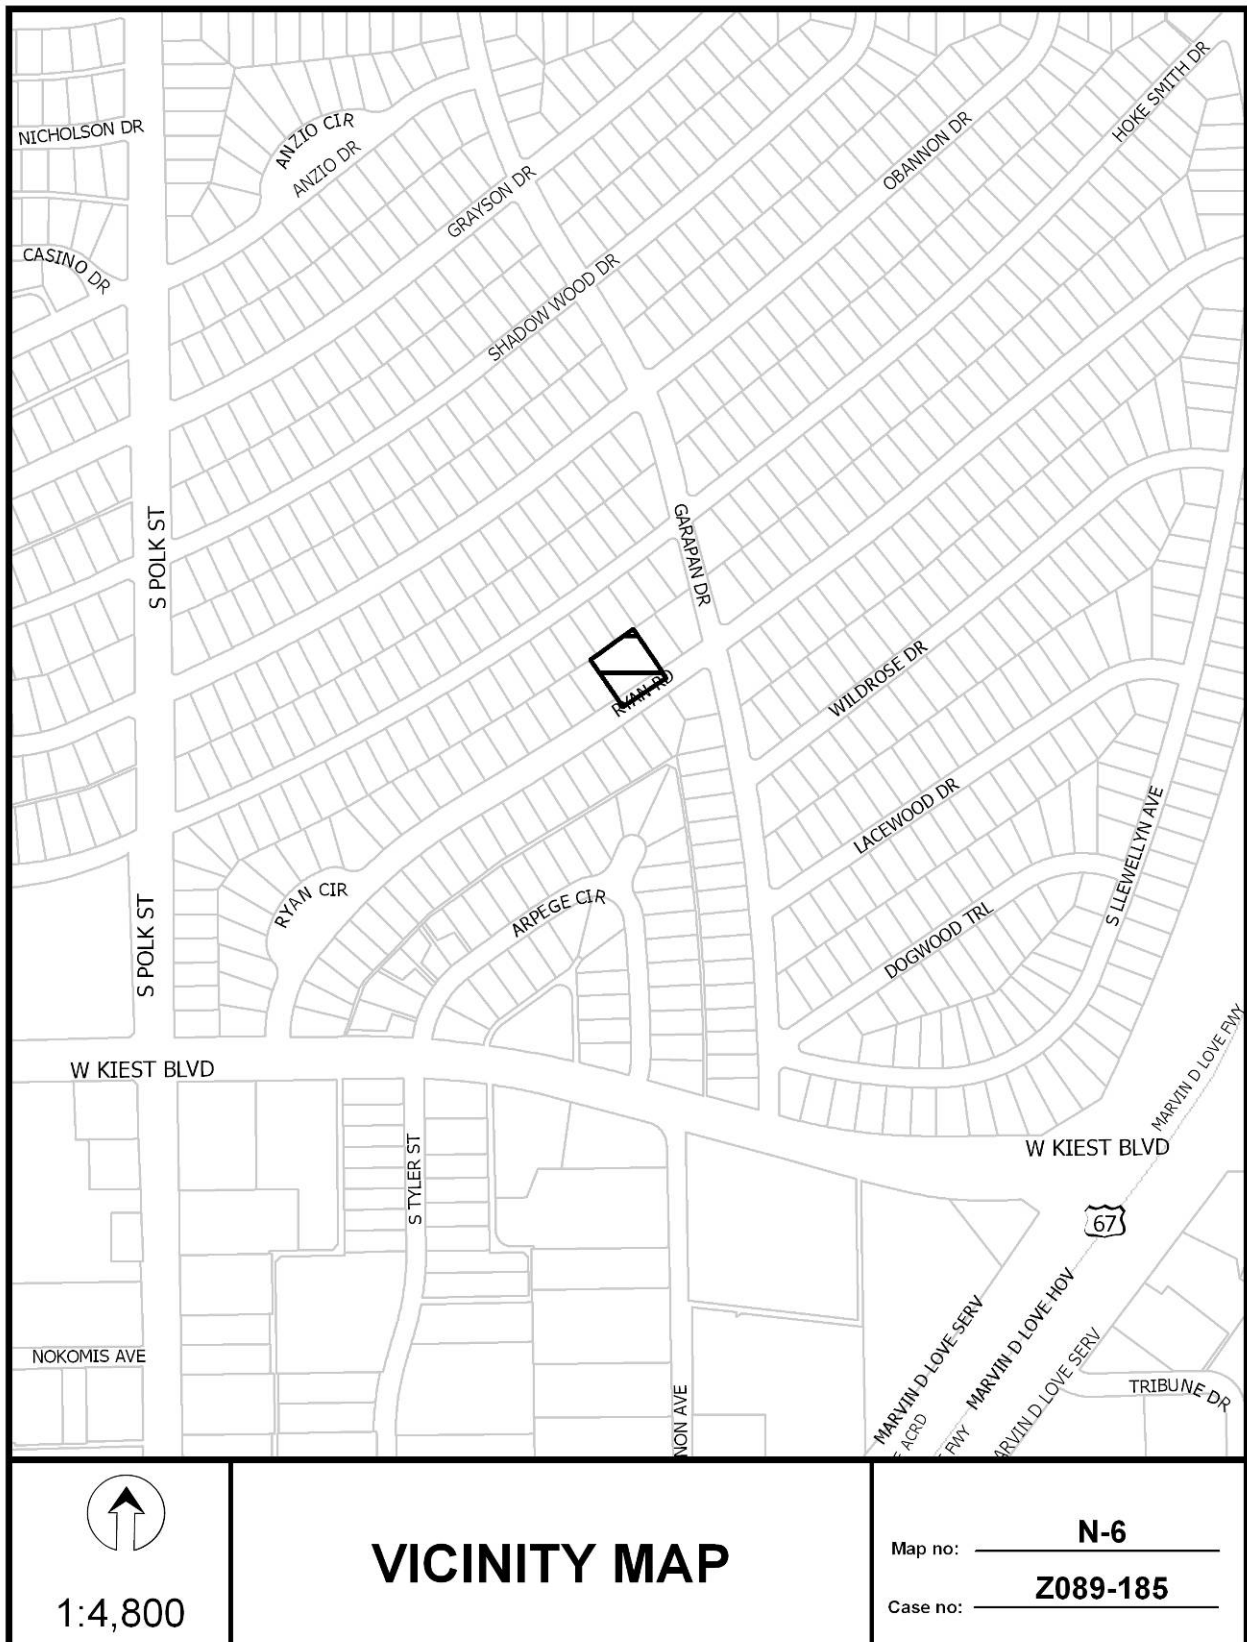 HOKE SMITH DR
NICHOLSON DR
ANZIO CIR
ANZIO DR
OBANNON DR
GRAYSON DR
CASINO DR
SHADOW WOOD DR
S POLK ST
GARAPAN DR
WILDROSE DR
RYAN RD
LACEWOOD DR
S LLEWELLYN AVE
RYAN CIR
ARPEGE CIR
S POLK ST
DOGWOOD TRL
MARVIN D LOVE FWY
W KIEST BLVD
W KIEST BLVD
S TYLER ST
67
MARVIN D LOVE SERV
MARVIN D LOVE HOV
ARVIN D LOVE SERV
NOKOMIS AVE
TRIBUNE DR
NON AVE
ACRD
FWY
1:4,800
VICINITY MAP
Map no: N-6
Case no: Z089-185